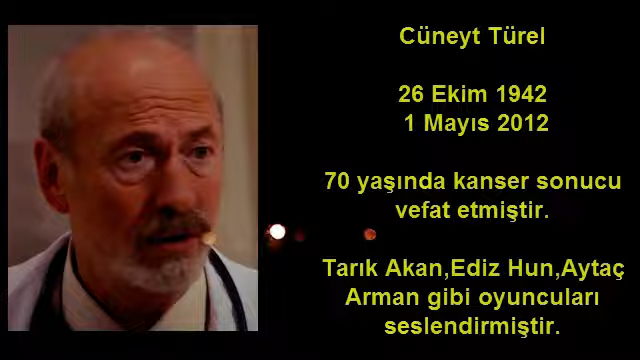 Cüneyt Türel
26 Ekim 1942
1 Mayıs 2012
70 yaşında kanser sonucu
vefat etmiştir.
Tarık Akan,Ediz Hun,Aytaç
Arman gibi oyuncuları
seslendirmiştir.